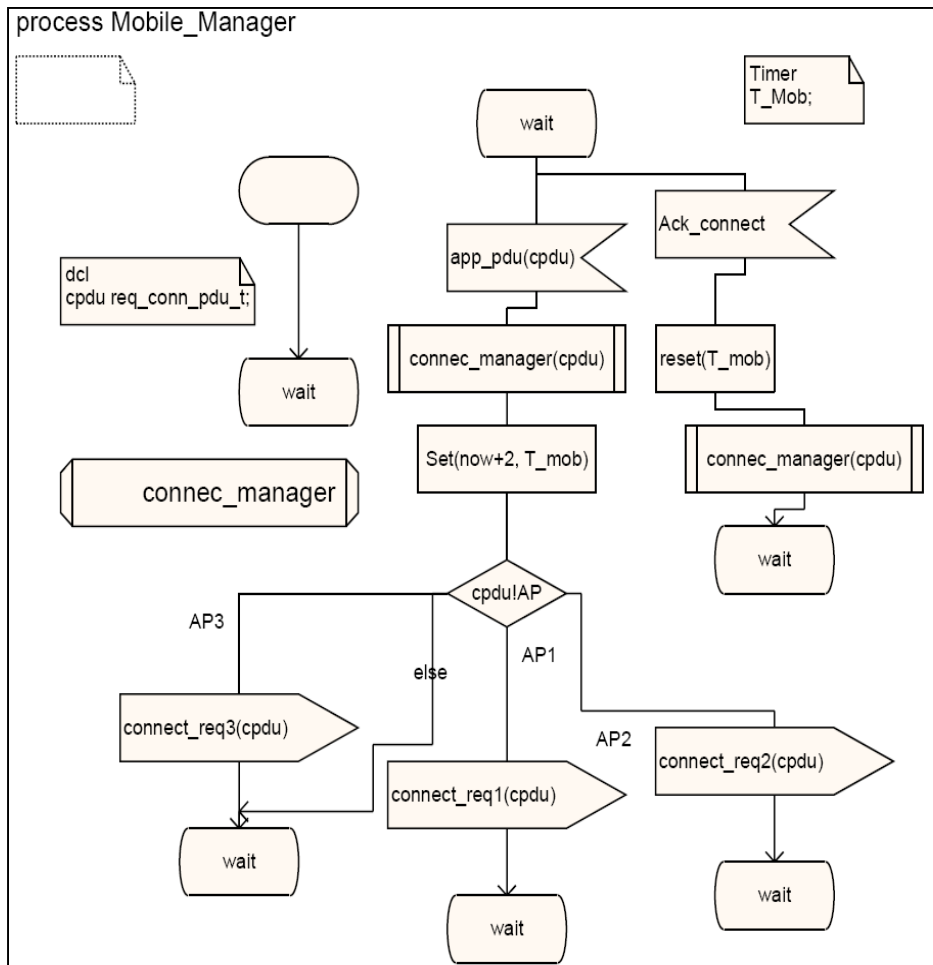 process Mobile_Manager
Timer
T_Mob;
wait
Ack_connect
app_pdu(cpdu)
dcl
cpdu req_conn_pdu_t;
connec_manager(cpdu)
reset(T_mob)
wait
Set(now+2, T_mob)
connec_manager(cpdu)
connec_manager
wait
cpdu!AP
AP3
AP1
else
connect_req3(cpdu)
AP2
connect_req2(cpdu)
connect_req1(cpdu)
wait
wait
wait